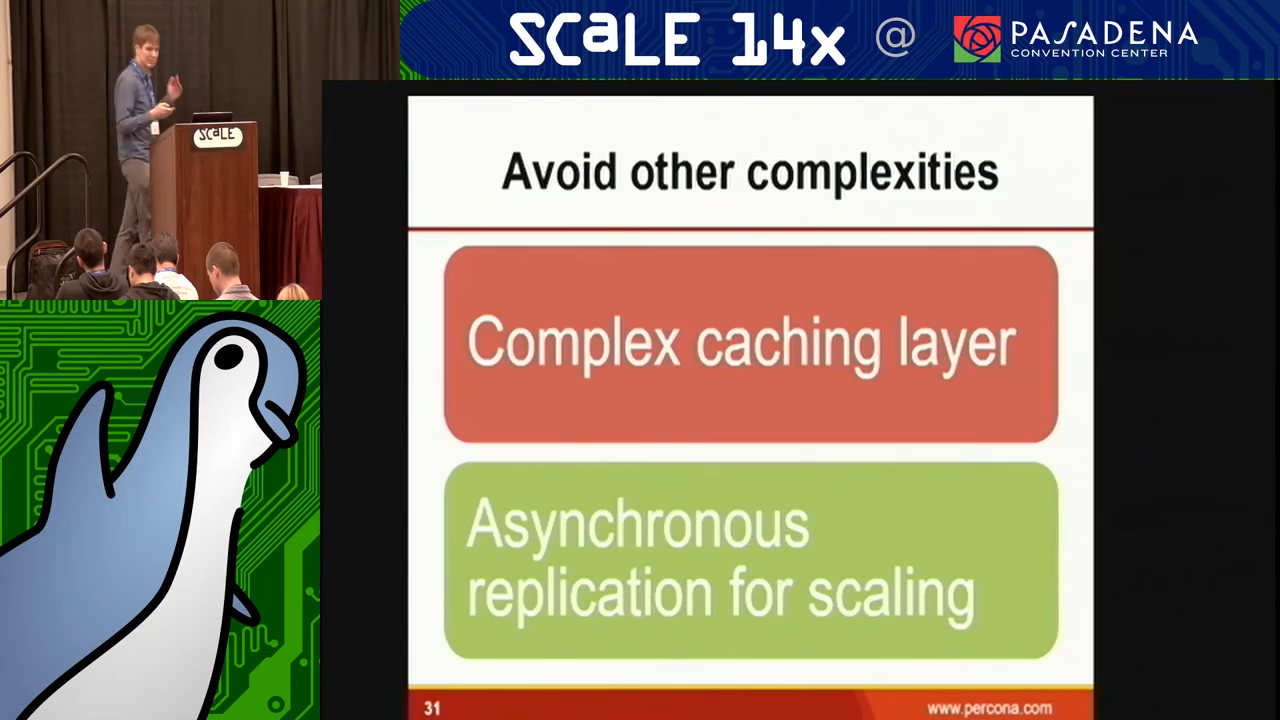 SCaLE 14x @ PASADENA
CONVENTION CENTER
SCaLE
Avoid other complexities
Complex caching layer
Asynchronous
replication for scaling
31
www.percona.com